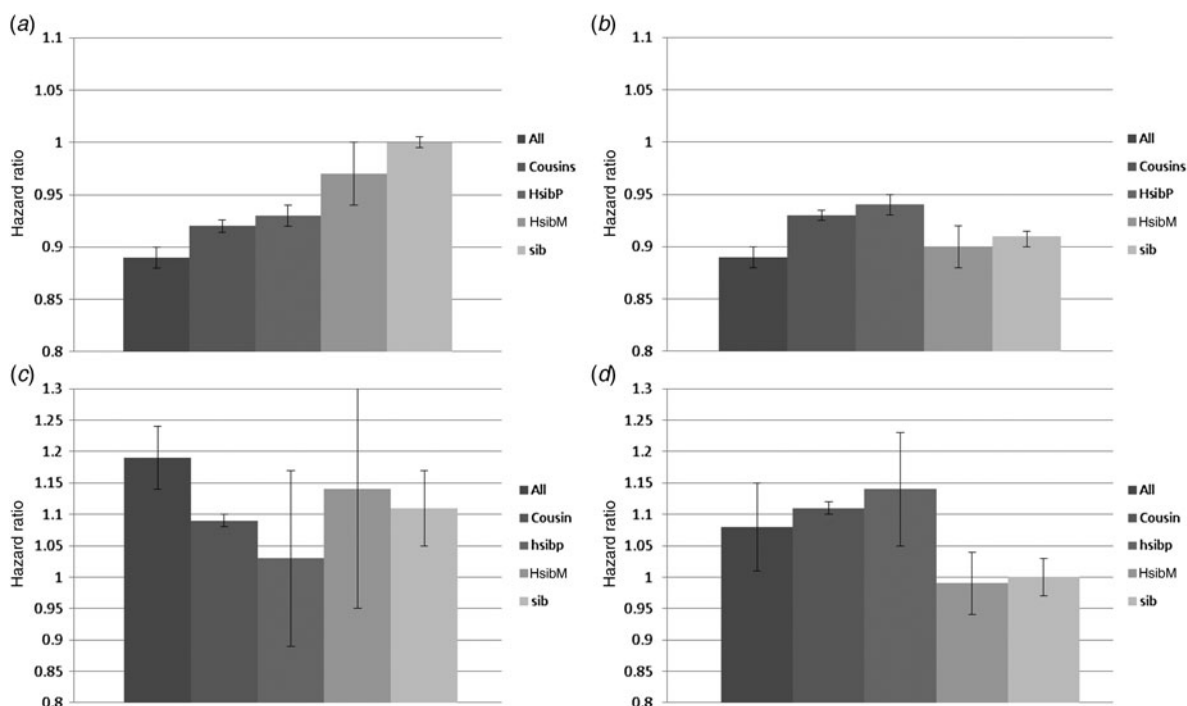 (a)
1.1
1.05
1
0.95
0.9
0.85
0.8
Hazard ratio
All
Cousins
HsibP
HsibM
sib
(b)
1.1
1.05
1
0.95
0.9
0.85
0.8
Hazard ratio
All
Cousins
HsibP
HsibM
sib
(c)
1.3
1.25
1.2
1.15
1.1
1.05
1
0.95
0.9
0.85
0.8
Hazard ratio
All
Cousin
hsibp
HsibM
sib
(d)
1.3
1.25
1.2
1.15
1.1
1.05
1
0.95
0.9
0.85
0.8
Hazard ratio
All
Cousin
hsibp
HsibM
sib